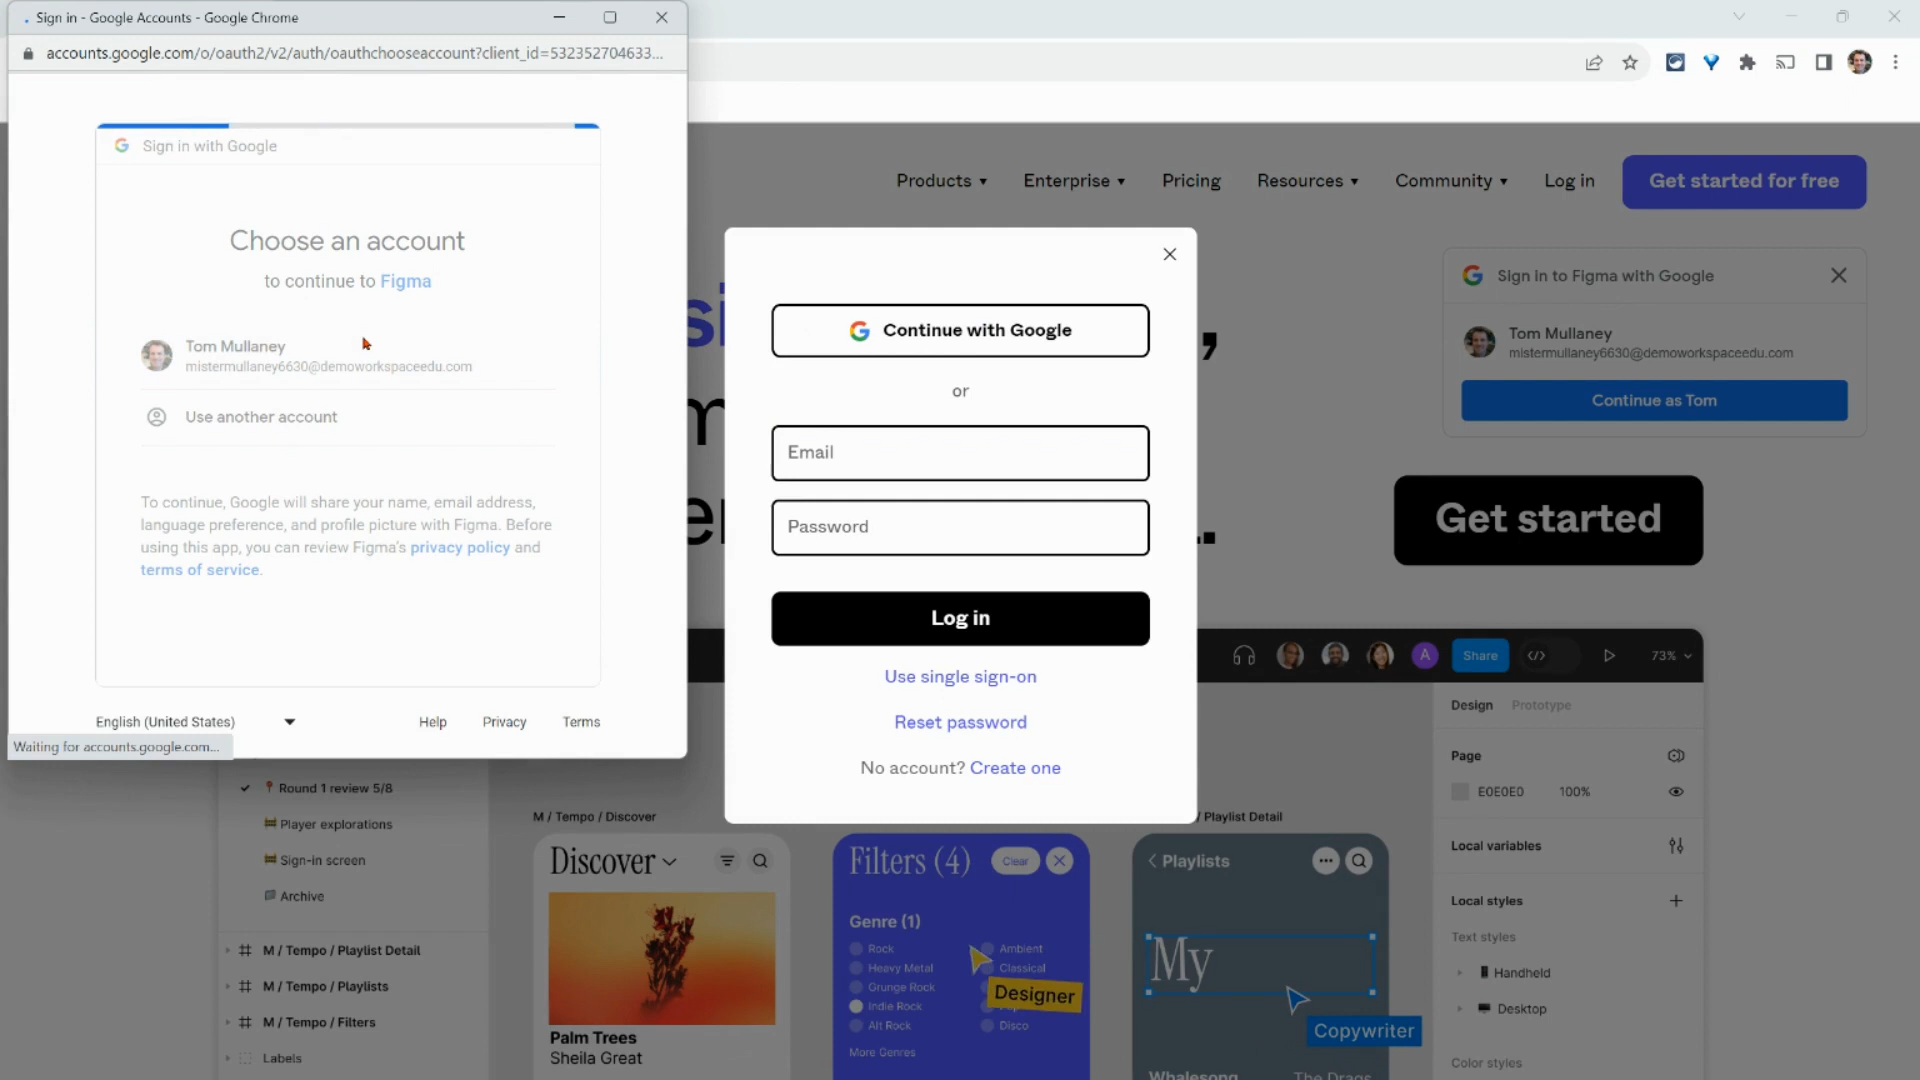 Sign in - Google Accounts - Google Chrome
accounts.google.com/o/oauth2/v2/auth/oauthchooseaccount?client_id=532352704633...
Sign in with Google
Choose an account
to continue to Figma
Tom Mullaney
mistermullaney6630@demoworkspaceedu.com
Use another account
To continue, Google will share your name, email address,
language preference, and profile picture with Figma. Before
using this app, you can review Figma's privacy policy and
terms of service.
English (United States)
Help
Privacy
Terms
Waiting for accounts.google.com...
Products
Enterprise
Pricing
Resources
Community
Log in
Get started for free
Continue with Google
or
Email
Password
Log in
Use single sign-on
Reset password
No account? Create one
Sign in to Figma with Google
Tom Mullaney
mistermullaney6630@demoworkspaceedu.com
Continue as Tom
Get started
A
Share
73%
Design
Prototype
Page
E0E0E0
100%
Local variables
Local styles
Text styles
Handheld
Desktop
Color styles
Round 1 review 5/8
Player explorations
Sign-in screen
Archive
M / Tempo / Playlist Detail
M / Tempo / Playlists
M / Tempo / Filters
Labels
M / Tempo / Discover
Discover
Palm Trees
Sheila Great
Filters (4)
Clear
Genre (1)
Rock
Heavy Metal
Grunge Rock
Indie Rock
Alt Rock
More Genres
Ambient
Classical
Disco
Designer
/ Playlist Detail
Playlists
My
Copywriter
Whalesong
The Drags